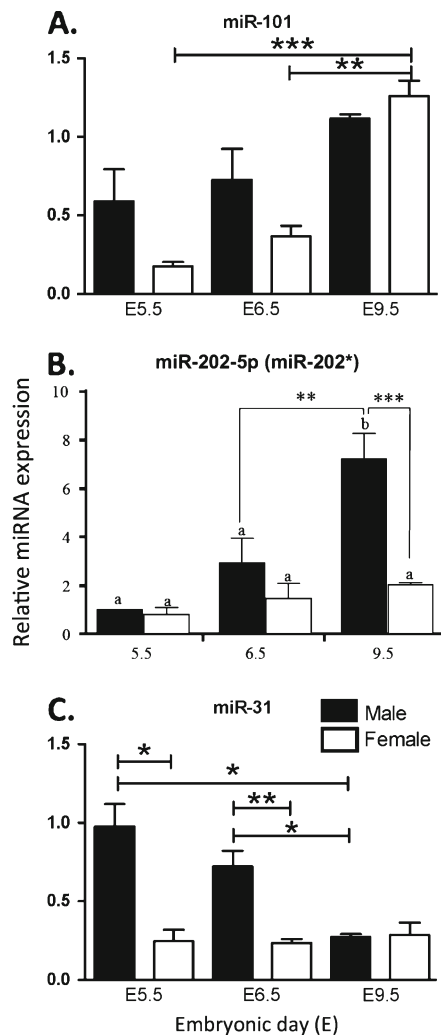 A.
miR-101
***
**
1.5
1.0
0.5
0.0
E5.5 E6.5 E9.5
B.
miR-202-5p (miR-202*)
Relative miRNA expression
10
8
6
4
2
0
** ***
a a a a b a
5.5 6.5 9.5
C.
miR-31
Male
Female
1.5
1.0
0.5
0.0
*
*
**
*
E5.5 E6.5 E9.5
Embryonic day (E)